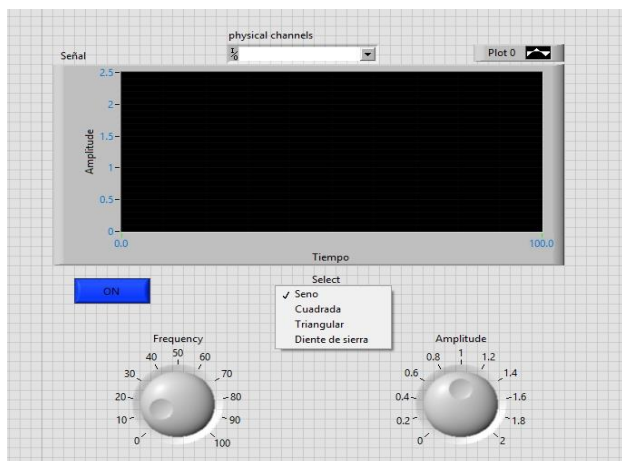 physical channels
Señal
I/O
Plot 0
2.5
2
1.5
1
0.5
0
Amplitude
0.0
100.0
Tiempo
ON
Select
✓ Seno
Cuadrada
Triangular
Diente de sierra
Frequency
0
10
20
30
40
50
60
70
80
90
100
Amplitude
0
0.2
0.4
0.6
0.8
1
1.2
1.4
1.6
1.8
2